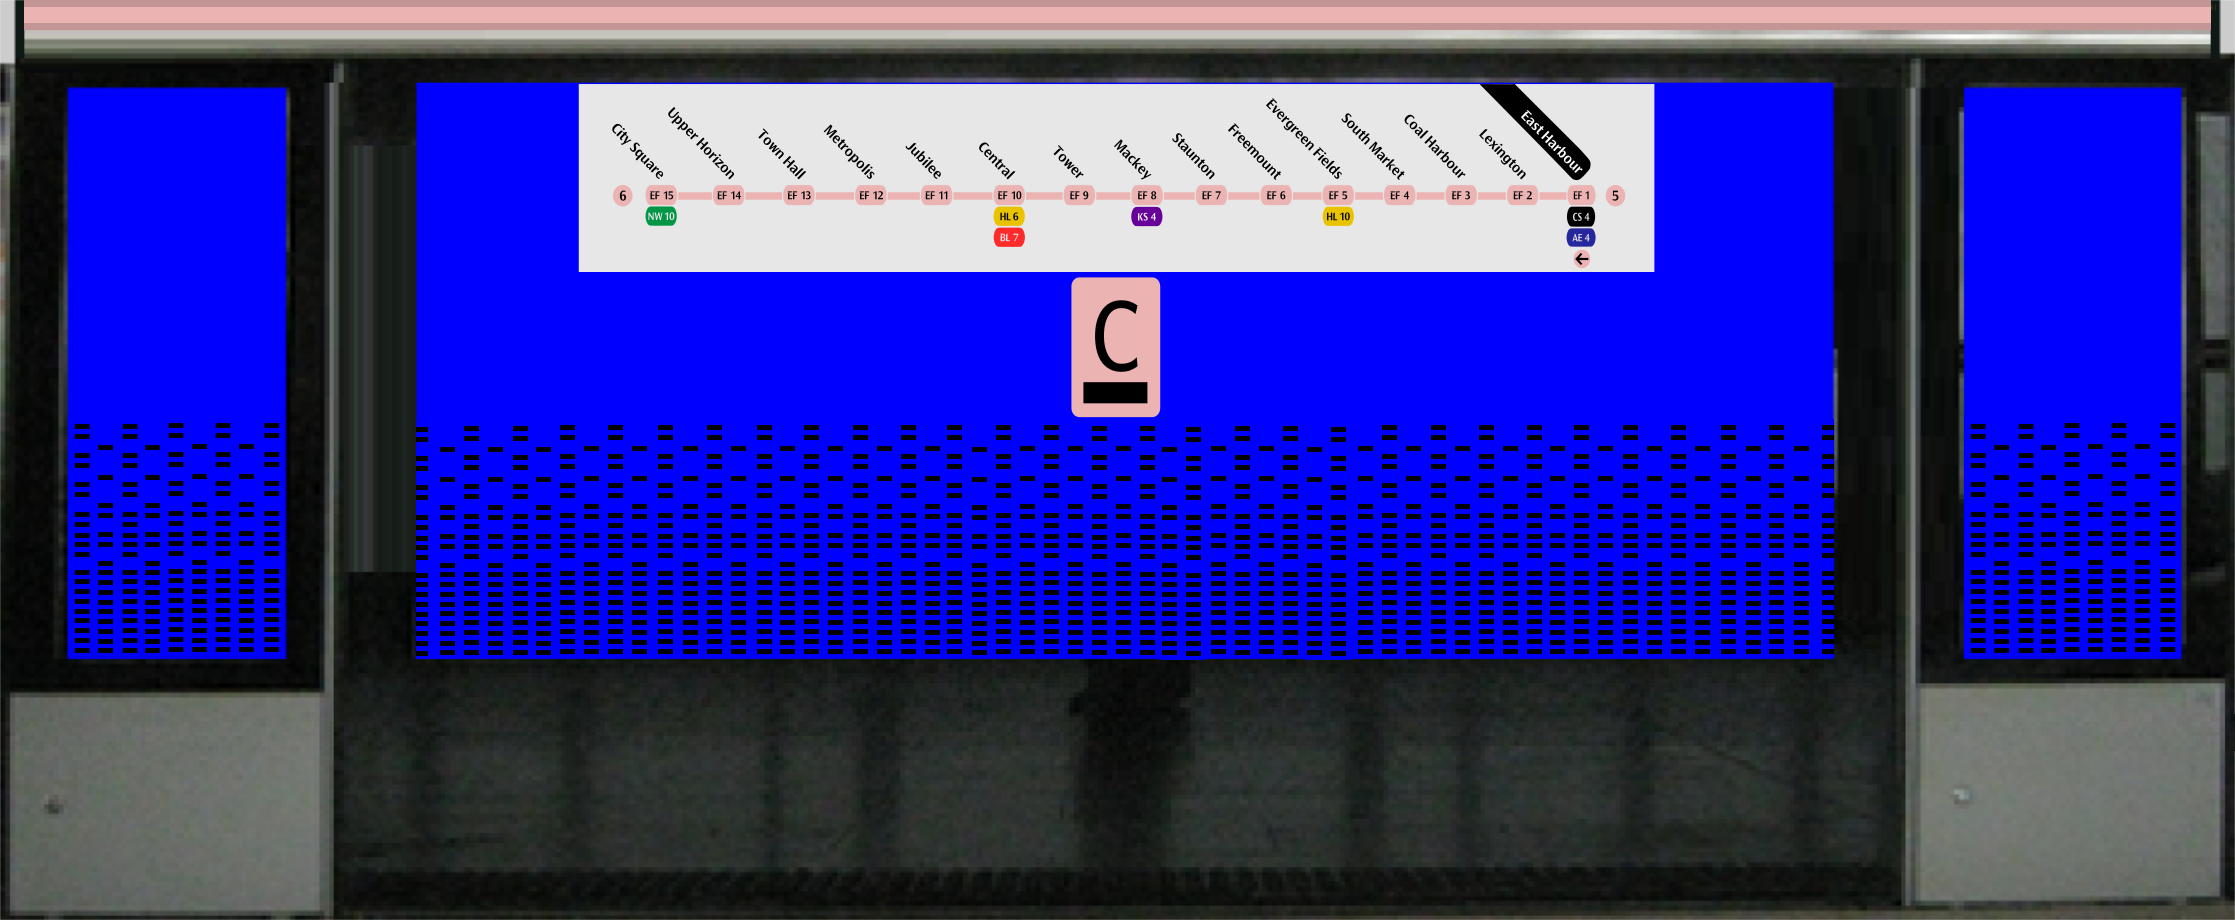 City Square
Upper Horizon
Town Hall
Metropolis
Jubilee
Central
Tower
Mackey
Staunton
Freemount
Evergreen Fields
South Market
Coal Harbour
Lexington
East Harbour
6 EF 15 EF 14 EF 13 EF 12 EF 11 EF 10 EF 9 EF 8 EF 7 EF 6 EF 5 EF 4 EF 3 EF 2 EF 1 5
NW 10 HL 6 KS 4 HL 10 CS 4
BL 7 AE 4
←
C